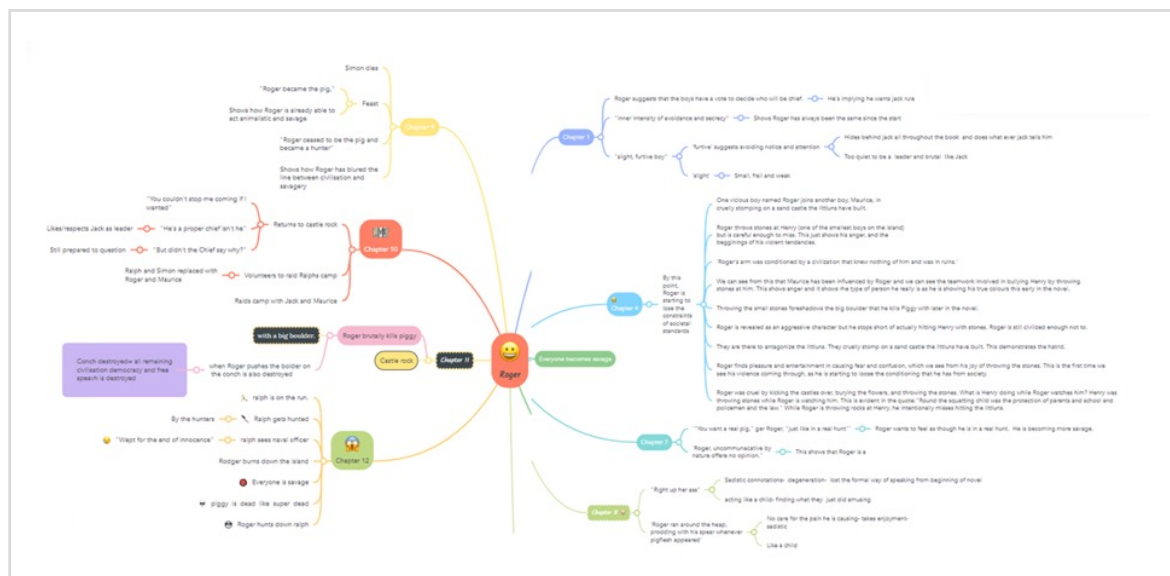 Roger
Chapter 1
Roger suggests that the boys have a vote to decide who will be chief.
He's implying he wants jack rule
"inner intensity of avoidance and secrecy"
Shows Roger has always been the same since the start
"slight, furtive boy"
'furtive' suggests avoiding notice and attention
Hides behind jack all throughout the book and does what ever jack tells him
Too quiet to be a leader and brutal like Jack
'slight'
Small, frail and weak
Chapter 4
By this
point,
Roger is
starting to
lose the
constraints
of societal
standards
One vicious boy named Roger joins another boy, Maurice, in
cruelly stomping on a sand castle the littluns have built.
Roger throws stones at Henry (one of the smallest boys on the island)
but is careful enough to miss. This just shows his anger, and the
begginings of his violent tendancies.
'Roger's arm was conditioned by a civilization that knew nothing of him and was in ruins.'
We can see from this that Maurice has been influenced by Roger and we can see the teamwork involved in bullying Henry by throwing
stones at him. This shows anger and it shows the type of person he really is as he is showing his true colours this early in the novel.
Throwing the small stones foreshadows the big boulder that he kills Piggy with later in the novel.
Roger is revealed as an aggressive character but he stops short of actually hitting Henry with stones. Roger is still civilized enough not to.
They are there to antagonize the littluns. They cruelly stomp on a sand castle the littluns have built. This demonstrates the hatrid.
Roger finds pleasure and entertainment in causing fear and confusion, which we see from his joy of throwing the stones. This is the first time we
see his violence coming through, as he is starting to loose the conditioning that he has from society.
Roger was cruel by kicking the castles over, burying the flowers, and throwing the stones. What is Henry doing while Roger watches him? Henry was
throwing stones while Roger is watching him. This is evident in the quote: "Round the squatting child was the protection of parents and school and
policemen and the law." While Roger is throwing rocks at Henry, he intentionally misses hitting the littluns.
Everyone becomes savage
Chapter 7
""You want a real pig," ger Roger, "just like in a real hunt""
Roger wants to feel as though he is in a real hunt. He is becoming more savage.
'Roger, uncommunacative by
nature offers no opinion."
This shows that Roger is a
Chapter 8
"Right up her ass"
Sadistic connotations- degeneration- lost the formal way of speaking from beginning of novel
acting like a child- finding what they just did amusing
'Roger ran around the heap,
prodding with his spear whenever
pigflesh appeared'
No care for the pain he is causing- takes enjoyment-
sadistic
Like a child
Simon dies
"Roger became the pig,"
Feast
Shows how Roger is already able to
act animalistic and savage
"Roger ceased to be the pig and
became a hunter"
Shows how Roger has blured the
line between civilisation and
savagery
Chapter 10
"You couldn't stop me coming if I
wanted"
Returns to castle rock
Likes/respects Jack as leader
"He's a proper chief isn't he"
Still prepared to question
"But didn't the Chief say why?"
Ralph and Simon replaced with
Roger and Maurice
Volunteers to raid Ralphs camp
Raids camp with Jack and Maurice
Chapter 11
Castle rock
Roger brutally kills piggy
with a big boulder.
when Roger pushes the bolder on
the conch is also destroyed
Conch destroyed= all remaining
civilisation democracy and free
speavh is destroyed
Chapter 12
ralph is on the run.
Ralph gets hunted
By the hunters
ralph sees naval officer
"Wept for the end of innocence"
Rodger burns down the island
Everyone is savage
piggy is dead like super dead
Roger hunts down ralph